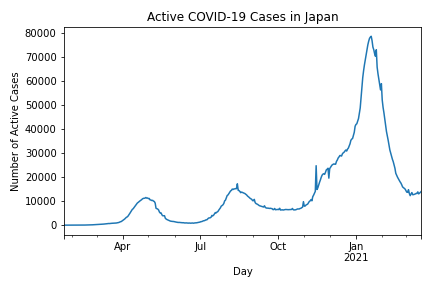 Active COVID-19 Cases in Japan
80000
70000
60000
50000
40000
30000
20000
10000
0
Number of Active Cases
Apr
Jul
Oct
Jan
2021
Day